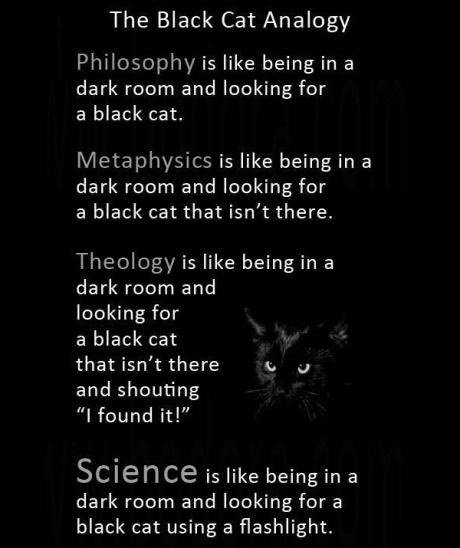 The Black Cat Analogy
Philosophy is like being in a
dark room and looking for
a black cat.
Metaphysics is like being in a
dark room and looking for
a black cat that isn’t there.
Theology is like being in a
dark room and
looking for
a black cat
that isn’t there
and shouting
“I found it!”
Science is like being in a
dark room and looking for a
black cat using a flashlight.